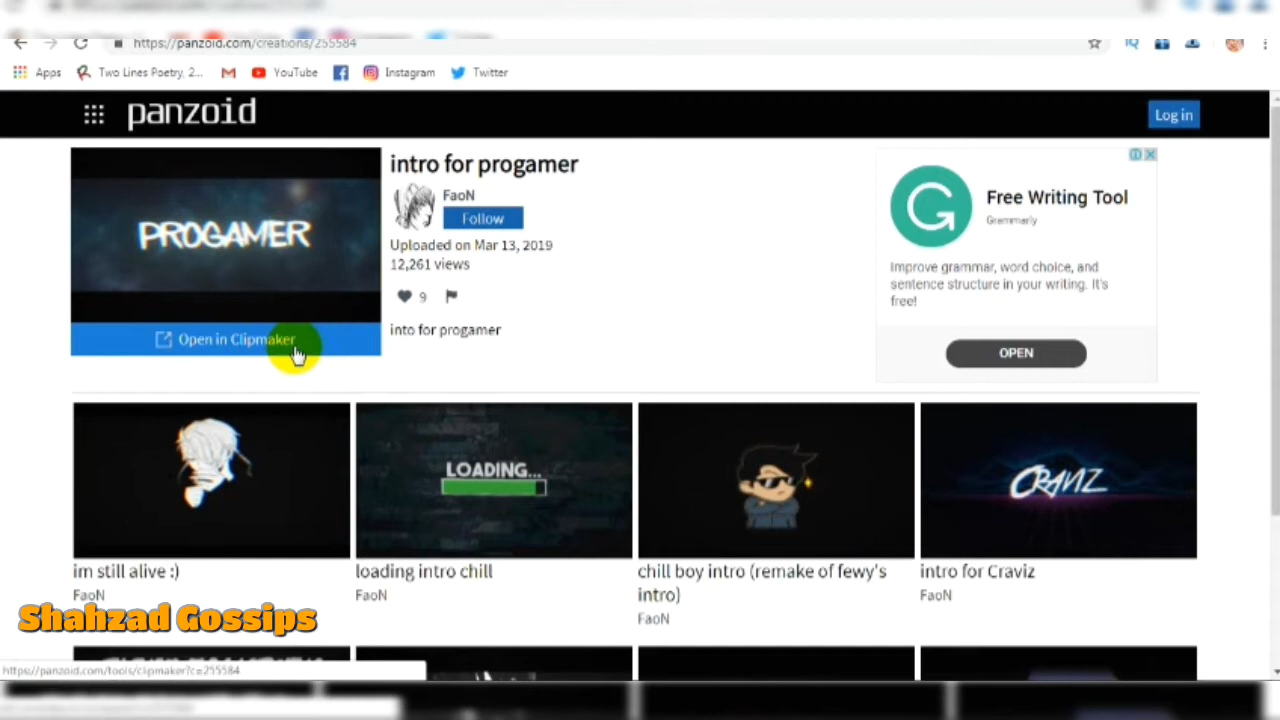 https://panzoid.com/creations/255584
Apps
Two Lines Poetry, 2...
YouTube
Instagram
Twitter
panzoid
Log in
PROGAMER
Open in Clipmaker
intro for progamer
FaoN
Follow
Uploaded on Mar 13, 2019
12,261 views
9
into for progamer
Free Writing Tool
Grammarly
Improve grammar, word choice, and
sentence structure in your writing. It's
free!
OPEN
LOADING...
CRAVIZ
im still alive :)
FaoN
loading intro chill
FaoN
chill boy intro (remake of fewy's
intro)
FaoN
intro for Craviz
FaoN
Shahzad Gossips
https://panzoid.com/tools/clipmaker?c=255584